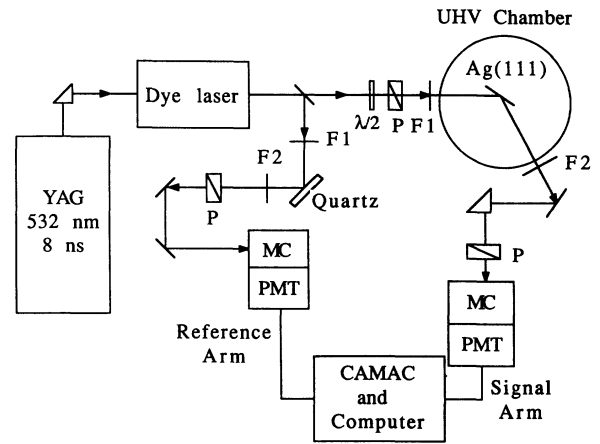 UHV Chamber
Ag(111)
Dye laser
λ/2
P
F1
F1
F2
F2
YAG
532 nm
8 ns
P
Quartz
P
MC
PMT
MC
PMT
Reference
Arm
CAMAC
and
Computer
Signal
Arm